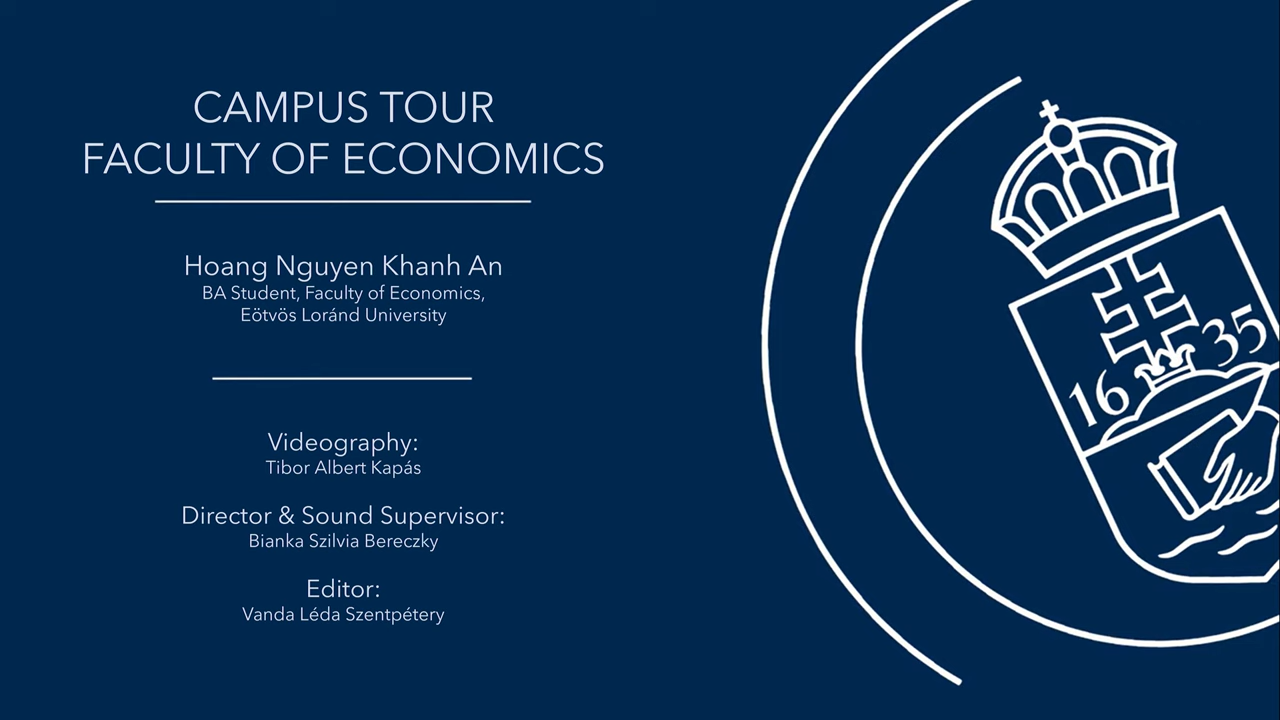 CAMPUS TOUR
FACULTY OF ECONOMICS
Hoang Nguyen Khanh An
BA Student, Faculty of Economics,
Eötvös Loránd University
Videography:
Tibor Albert Kapás
Director & Sound Supervisor:
Bianka Szilvia Bereczky
Editor:
Vanda Léda Szentpétery
16 35